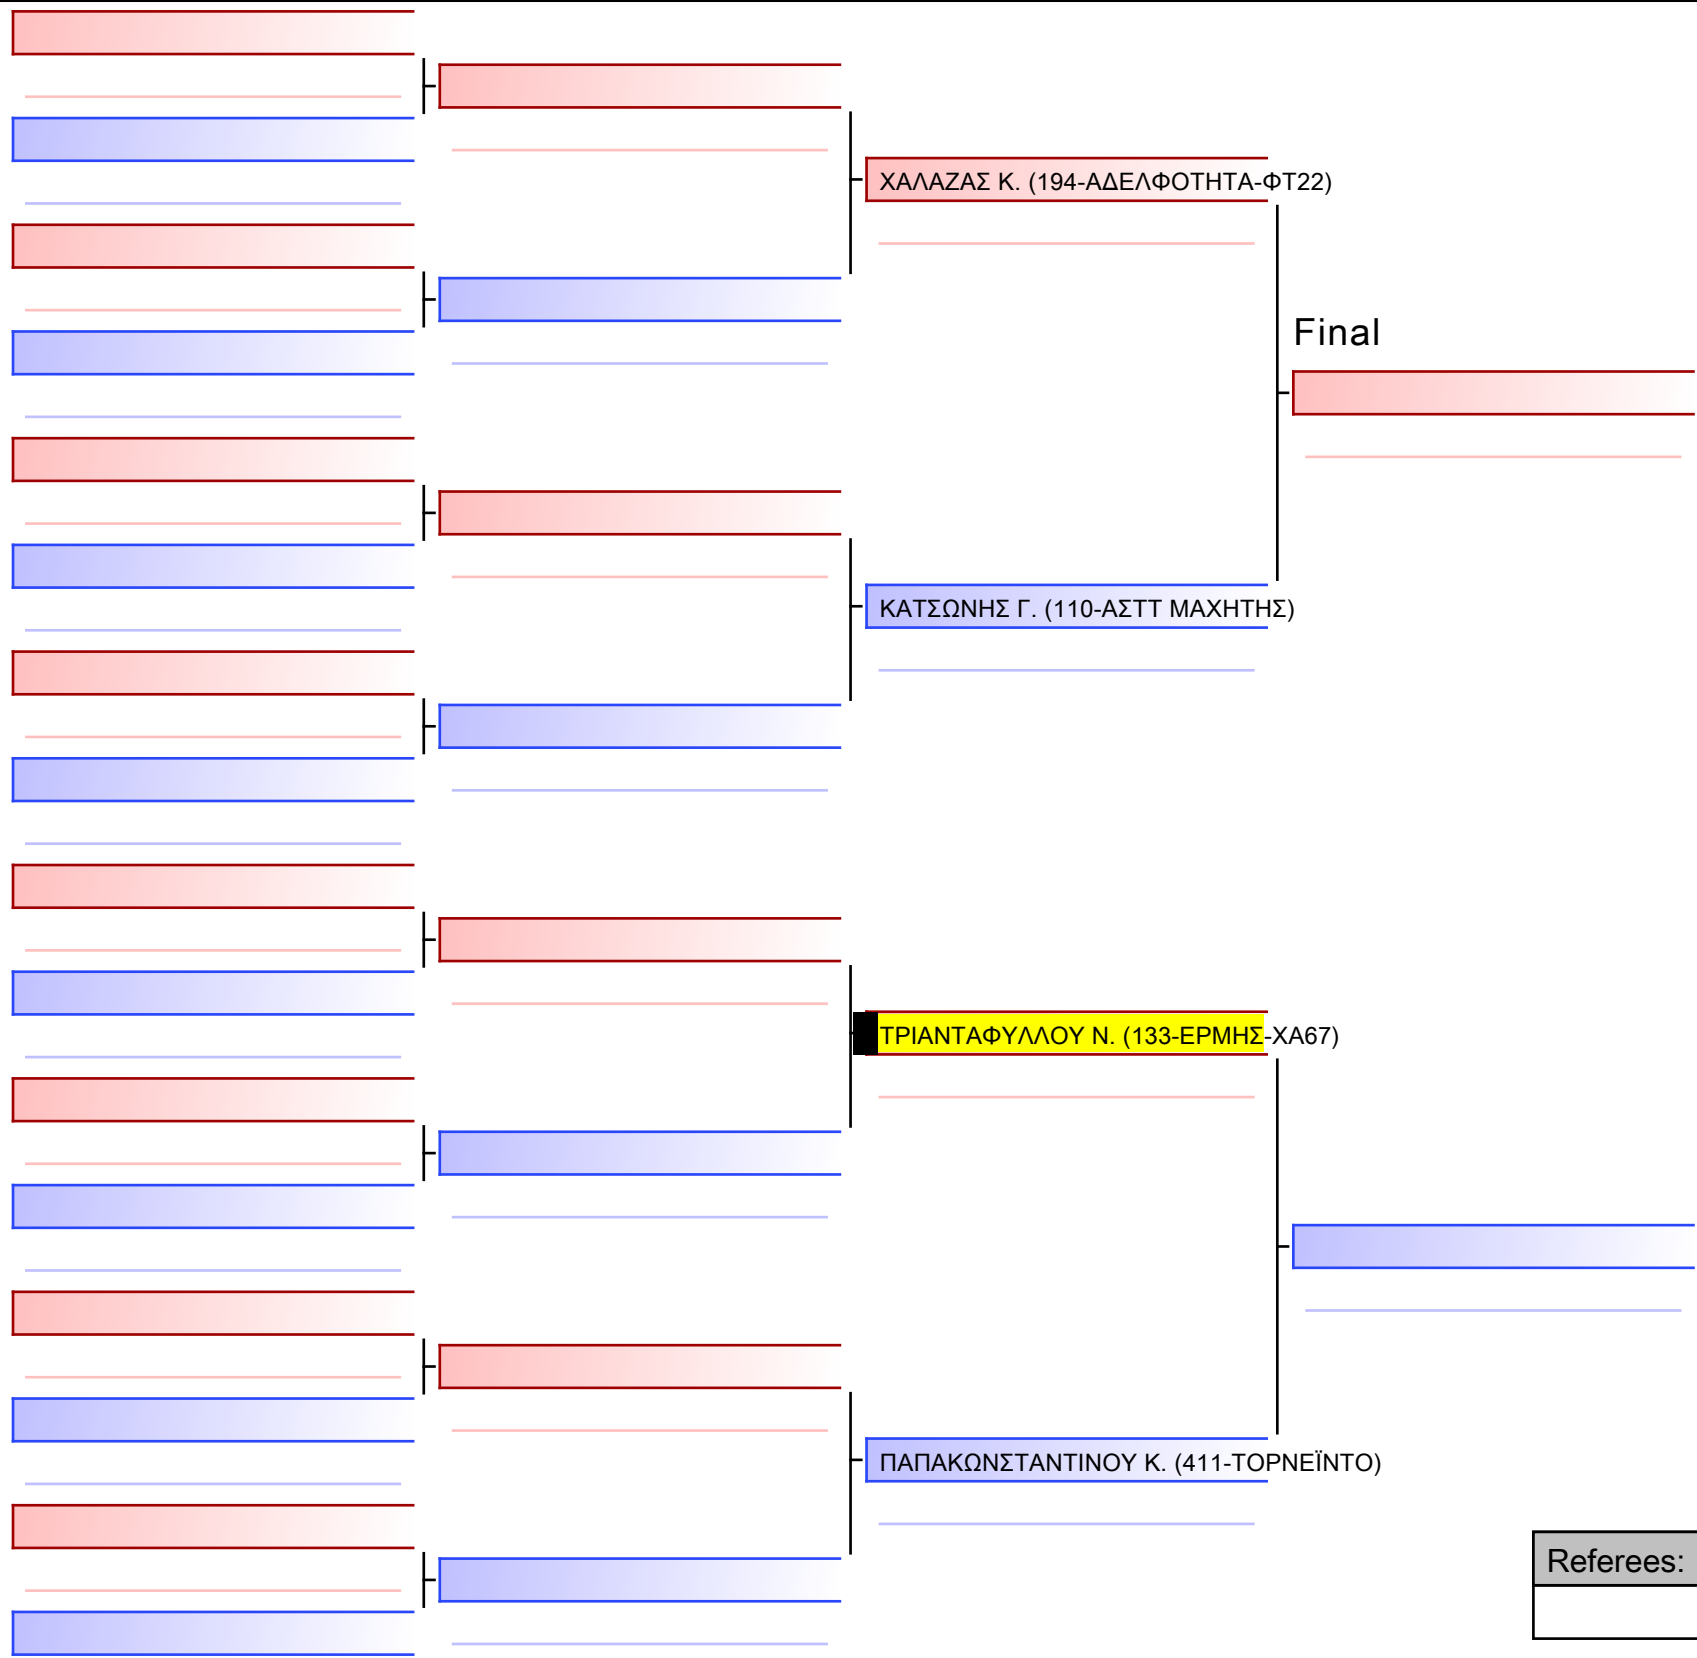 ΧΑΛΑΖΑΣ Κ. (194-ΑΔΕΛΦΟΤΗΤΑ-ΦΤ22)
Final
ΚΑΤΣΩΝΗΣ Γ. (110-ΑΣΤΤ ΜΑΧΗΤΗΣ)
ΤΡΙΑΝΤΑΦΥΛΛΟΥ Ν. (133-ΕΡΜΗΣ-ΧΑ67)
ΠΑΠΑΚΩΝΣΤΑΝΤΙΝΟΥ Κ. (411-ΤΟΡΝΕΪΝΤΟ)
Referees: